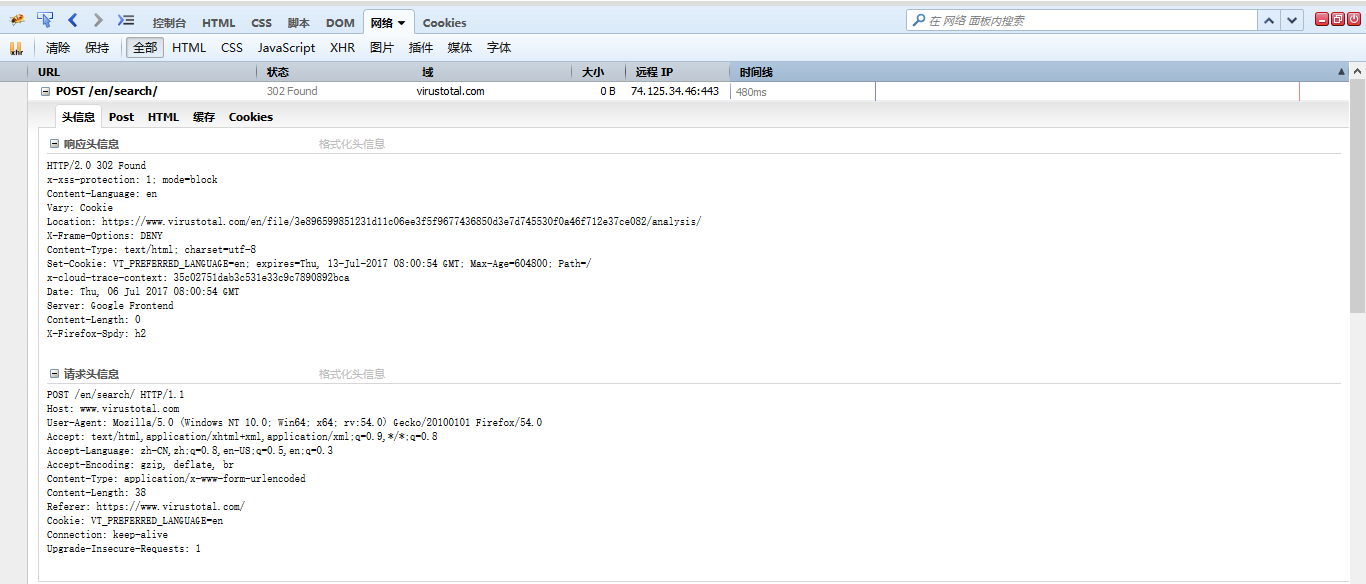 控制台 HTML CSS 脚本 DOM 网络 Cookies 在 网络 面板内搜索
xhr 清除 保持 全部 HTML CSS JavaScript XHR 图片 插件 媒体 字体
URL 状态 域 大小 远程 IP 时间线
POST /en/search/ 302 Found virustotal.com 0 B 74.125.34.46:443 480ms
头信息 Post HTML 缓存 Cookies
响应头信息 格式化头信息
HTTP/2.0 302 Found
x-xss-protection: 1; mode=block
Content-Language: en
Vary: Cookie
Location: https://www.virustotal.com/en/file/3e896599851231d11c06ee3f5f9677436850d3e7d745530f0a46f712e37ce082/analysis/
X-Frame-Options: DENY
Content-Type: text/html; charset=utf-8
Set-Cookie: VT_PREFERRED_LANGUAGE=en; expires=Thu, 13-Jul-2017 08:00:54 GMT; Max-Age=604800; Path=/
x-cloud-trace-context: 35c02751dab3c531e33c9c7890892bca
Date: Thu, 06 Jul 2017 08:00:54 GMT
Server: Google Frontend
Content-Length: 0
X-Firefox-Spdy: h2
请求头信息 格式化头信息
POST /en/search/ HTTP/1.1
Host: www.virustotal.com
User-Agent: Mozilla/5.0 (Windows NT 10.0; Win64; x64; rv:54.0) Gecko/20100101 Firefox/54.0
Accept: text/html,application/xhtml+xml,application/xml;q=0.9,*/*;q=0.8
Accept-Language: zh-CN,zh;q=0.8,en-US;q=0.5,en;q=0.3
Accept-Encoding: gzip, deflate, br
Content-Type: application/x-www-form-urlencoded
Content-Length: 38
Referer: https://www.virustotal.com/
Cookie: VT_PREFERRED_LANGUAGE=en
Connection: keep-alive
Upgrade-Insecure-Requests: 1